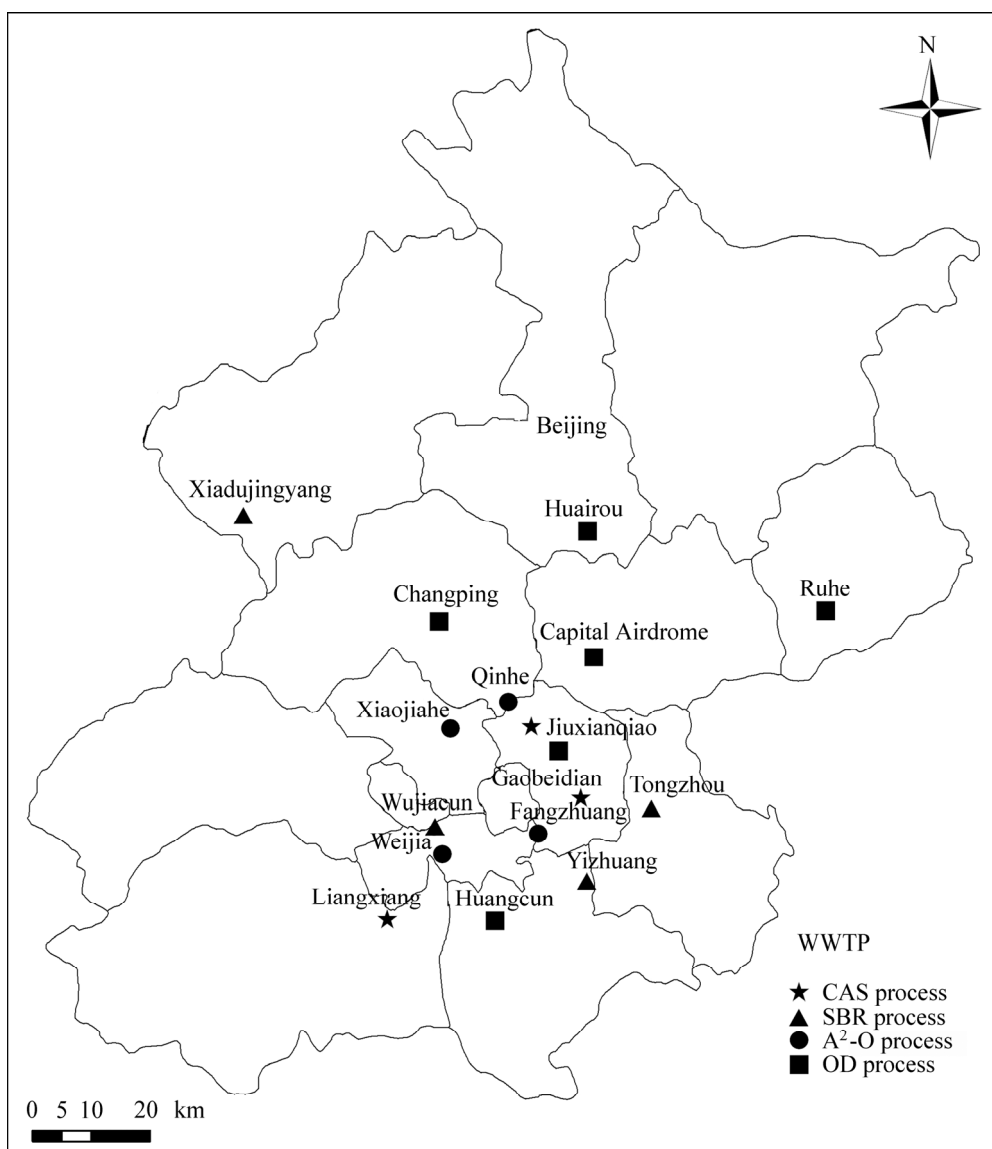 N
Beijing
Xiadujingyang
Huairou
Changping
Ruhe
Capital Airdrome
Qinhe
Xiaojiahe
Jiuxianqiao
Gaobeidian
Tongzhou
Wujiacun
Fangzhuang
Weijia
Yizhuang
Liangxiang
Huangcun
WWTP
CAS process
SBR process
A²-O process
OD process
0 5 10 20 km